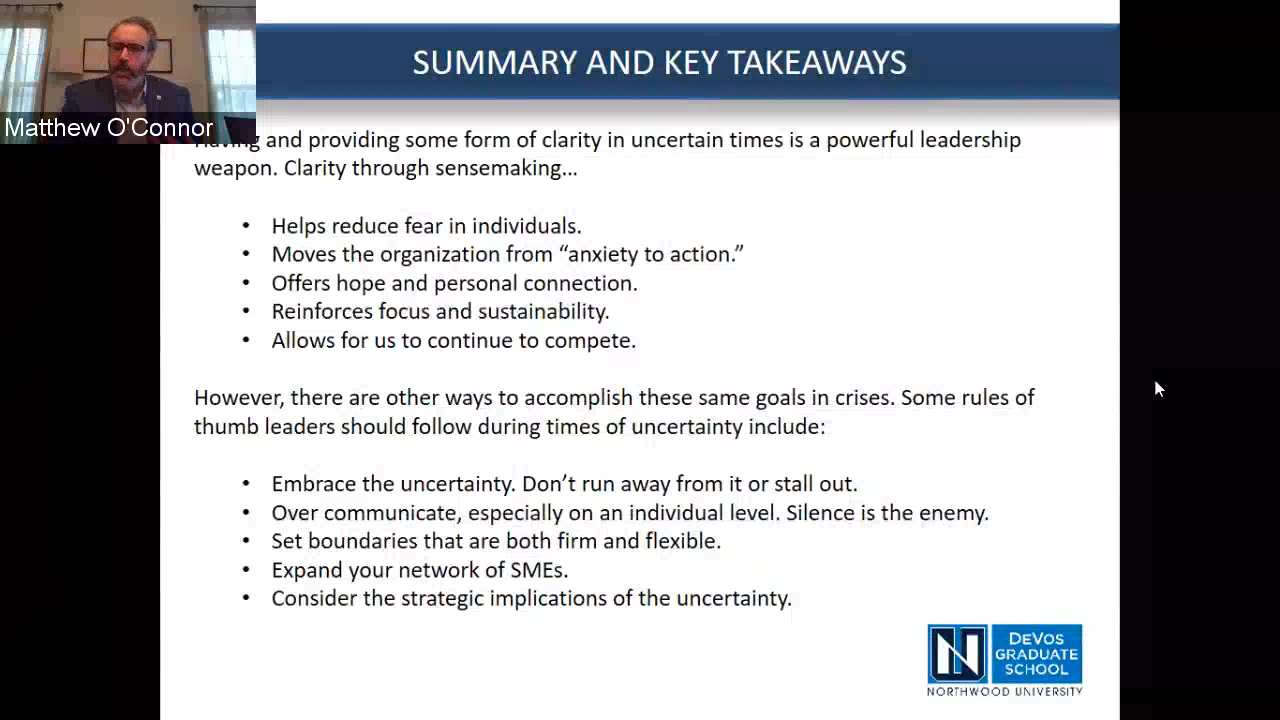 SUMMARY AND KEY TAKEAWAYS
Matthew O'Connor
Having and providing some form of clarity in uncertain times is a powerful leadership
weapon. Clarity through sensemaking...
• Helps reduce fear in individuals.
• Moves the organization from “anxiety to action.”
• Offers hope and personal connection.
• Reinforces focus and sustainability.
• Allows for us to continue to compete.
However, there are other ways to accomplish these same goals in crises. Some rules of
thumb leaders should follow during times of uncertainty include:
• Embrace the uncertainty. Don’t run away from it or stall out.
• Over communicate, especially on an individual level. Silence is the enemy.
• Set boundaries that are both firm and flexible.
• Expand your network of SMEs.
• Consider the strategic implications of the uncertainty.
N
DEVOS
GRADUATE
SCHOOL
NORTHWOOD UNIVERSITY